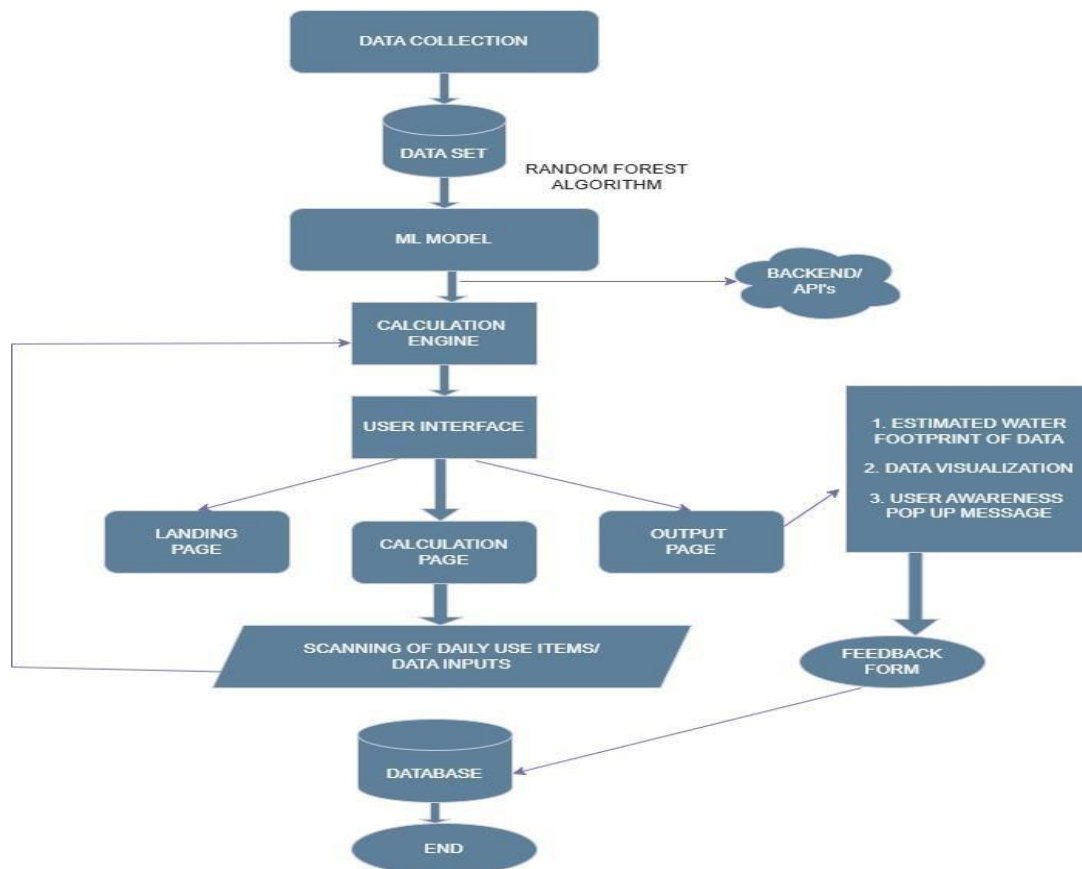 DATA COLLECTION
DATA SET
RANDOM FOREST
ALGORITHM
ML MODEL
BACKEND/
API's
CALCULATION
ENGINE
USER INTERFACE
1. ESTIMATED WATER
FOOTPRINT OF DATA
2. DATA VISUALIZATION
3. USER AWARENESS
POP UP MESSAGE
LANDING
PAGE
CALCULATION
PAGE
OUTPUT
PAGE
SCANNING OF DAILY USE ITEMS/
DATA INPUTS
FEEDBACK
FORM
DATABASE
END